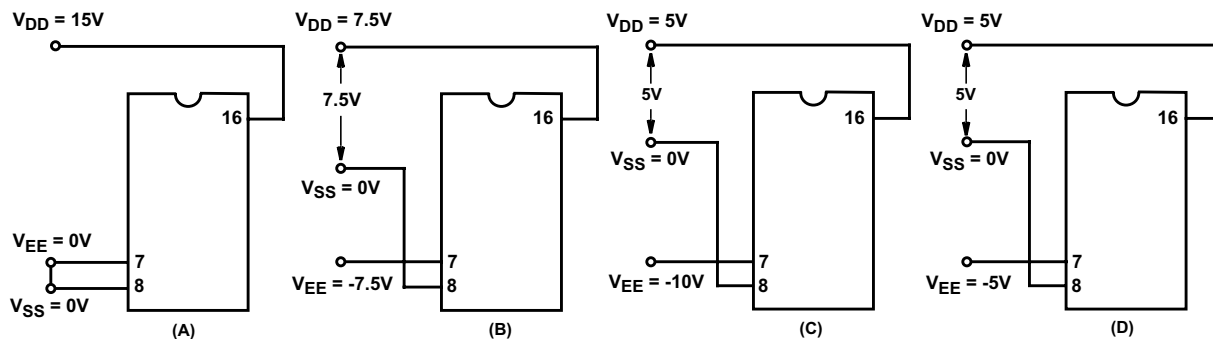 VDD = 15V
16
VEE = 0V
7
8
VSS = 0V
(A)
VDD = 7.5V
7.5V
16
VSS = 0V
VEE = -7.5V
7
8
(B)
VDD = 5V
5V
16
VSS = 0V
VEE = -10V
7
8
(C)
VDD = 5V
5V
16
VSS = 0V
VEE = -5V
7
8
(D)